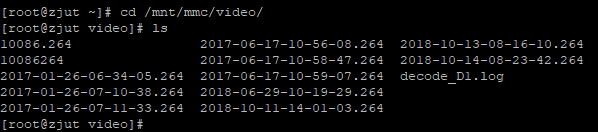 [root@zjut ~]# cd /mnt/mmc/video/
[root@zjut video]# ls
10086.264 2017-06-17-10-56-08.264 2018-10-13-08-16-10.264
10086264 2017-06-17-10-58-47.264 2018-10-14-08-23-42.264
2017-01-26-06-34-05.264 2017-06-17-10-59-07.264 decode_D1.log
2017-01-26-07-10-38.264 2018-06-29-10-19-29.264
2017-01-26-07-11-33.264 2018-10-11-14-01-03.264
[root@zjut video]#